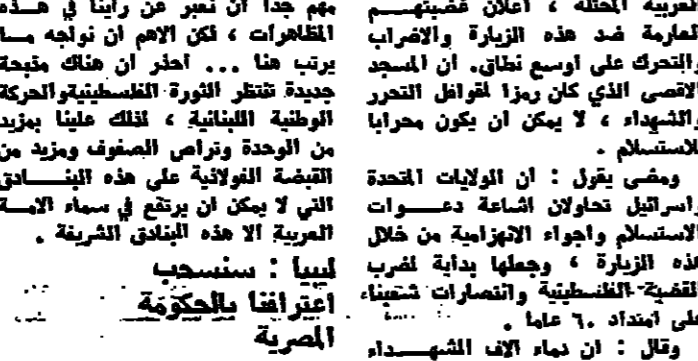 العربية المحتلة ، اعلان غضبتهم
العارمة ضد هذه الزيارة والاضراب
والتحرك على اوسع نطاق. ان المسجد
الاقصى الذي كان رمزا لقوافل التحرر
والشهداء ، لا يمكن ان يكون محرابا
للاستسلام .
ومضى يقول : ان الولايات المتحدة
واسرائيل تحاولان اشاعة دعوات
الاستسلام واجواء الانهزامية من خلال
هذه الزيارة ، وجعلها بداية لضرب
القضية الفلسطينية وانتصارات شعبنا
على امتداد ٦٠ عاما .
وقال : ان دماء الاف الشهداء
مهم جدا ان نعبر عن راينا في هذه
المظاهرات ، لكن الاهم ان نواجه ما
يرتب هنا ... احذر ان هناك مذبحة
جديدة تنتظر الثورة الفلسطينية والحركة
الوطنية اللبنانية ، لذلك علينا بمزيد
من الوحدة وتراص الصفوف ومزيد من
القبضة الفولاذية على هذه البنادق
التي لا يمكن ان يرتفع في سماء الامة
العربية الا هذه البنادق الشريفة .
ليبيا : سنسحب
اعترافنا بالحكومة
المصرية